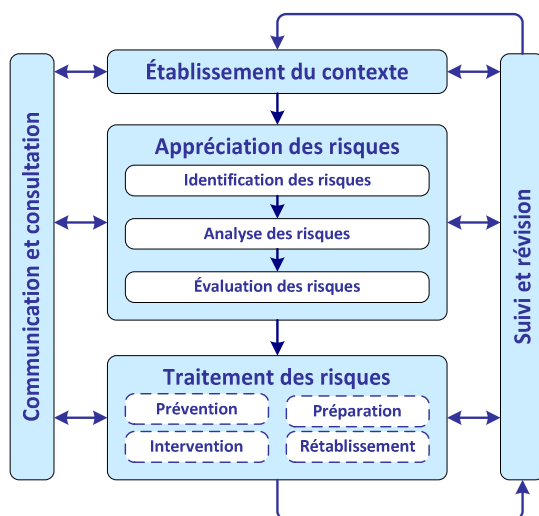 Établissement du contexte
Appréciation des risques
Identification des risques
Analyse des risques
Évaluation des risques
Traitement des risques
Prévention
Préparation
Intervention
Rétablissement
Communication et consultation
Suivi et révision